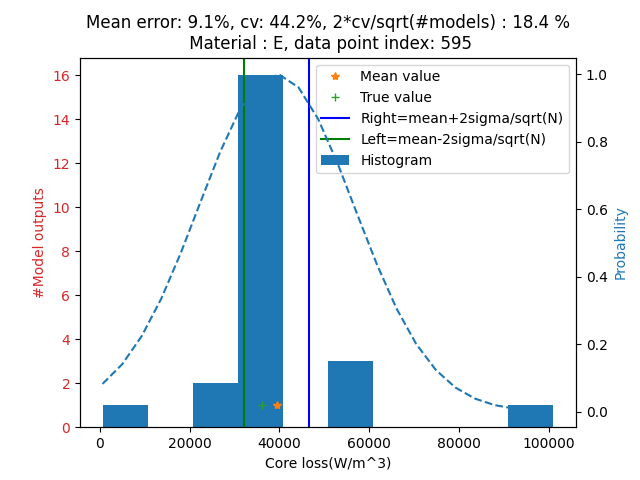 Mean error: 9.1%, cv: 44.2%, 2*cv/sqrt(#models) : 18.4 %
Material : E, data point index: 595
Mean value
True value
Right=mean+2sigma/sqrt(N)
Left=mean-2sigma/sqrt(N)
Histogram
16
14
12
10
8
6
4
2
0
#Model outputs
1.0
0.8
0.6
0.4
0.2
0.0
Probability
0 20000 40000 60000 80000 100000
Core loss(W/m^3)